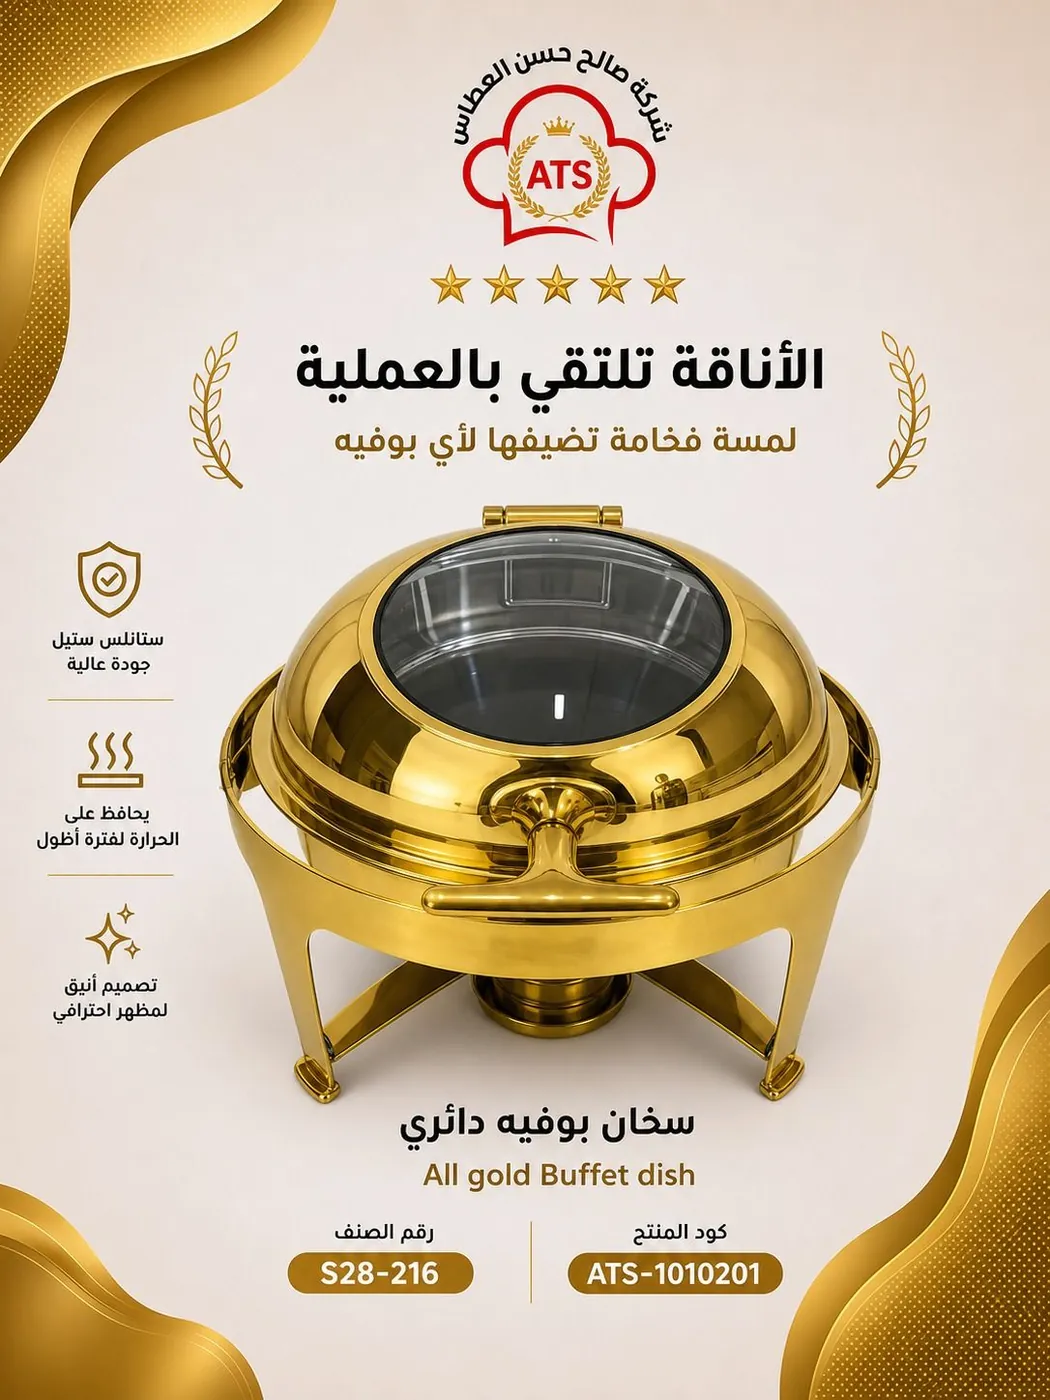 شركة صالح حسن العطاس
ATS
الأناقة تلتقي بالعملية
لمسة فخامة تضيفها لأي بوفيه
ستانلس ستيل
جودة عالية
يحافظ على
الحرارة لفترة أطول
تصميم أنيق
لمظهر احترافي
سخان بوفيه دائري
All gold Buffet dish
كود المنتج
ATS-1010201
رقم الصنف
S28-216